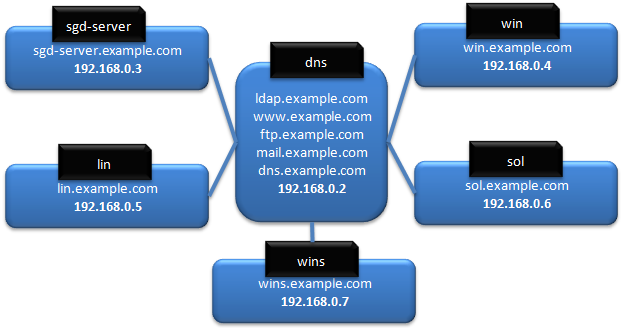 sgd-server
sgd-server.example.com
192.168.0.3
win
win.example.com
192.168.0.4
dns
ldap.example.com
www.example.com
ftp.example.com
mail.example.com
dns.example.com
192.168.0.2
lin
lin.example.com
192.168.0.5
sol
sol.example.com
192.168.0.6
wins
wins.example.com
192.168.0.7